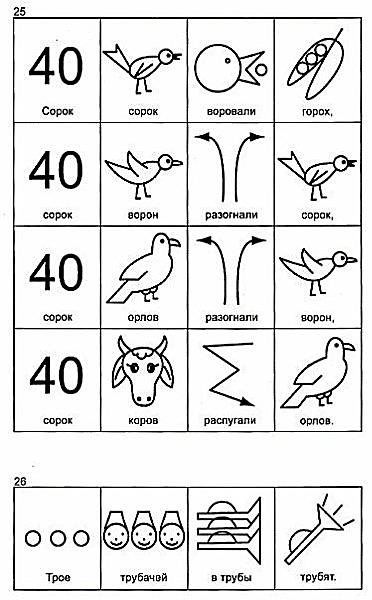 25
40 
Сорок сорок воровали горох,
40
сорок ворон разогнали сорок,
40
сорок орлов разогнали ворон,
40
сорок коров распугали орлов.
26
Трое трубачей в трубы трубят.